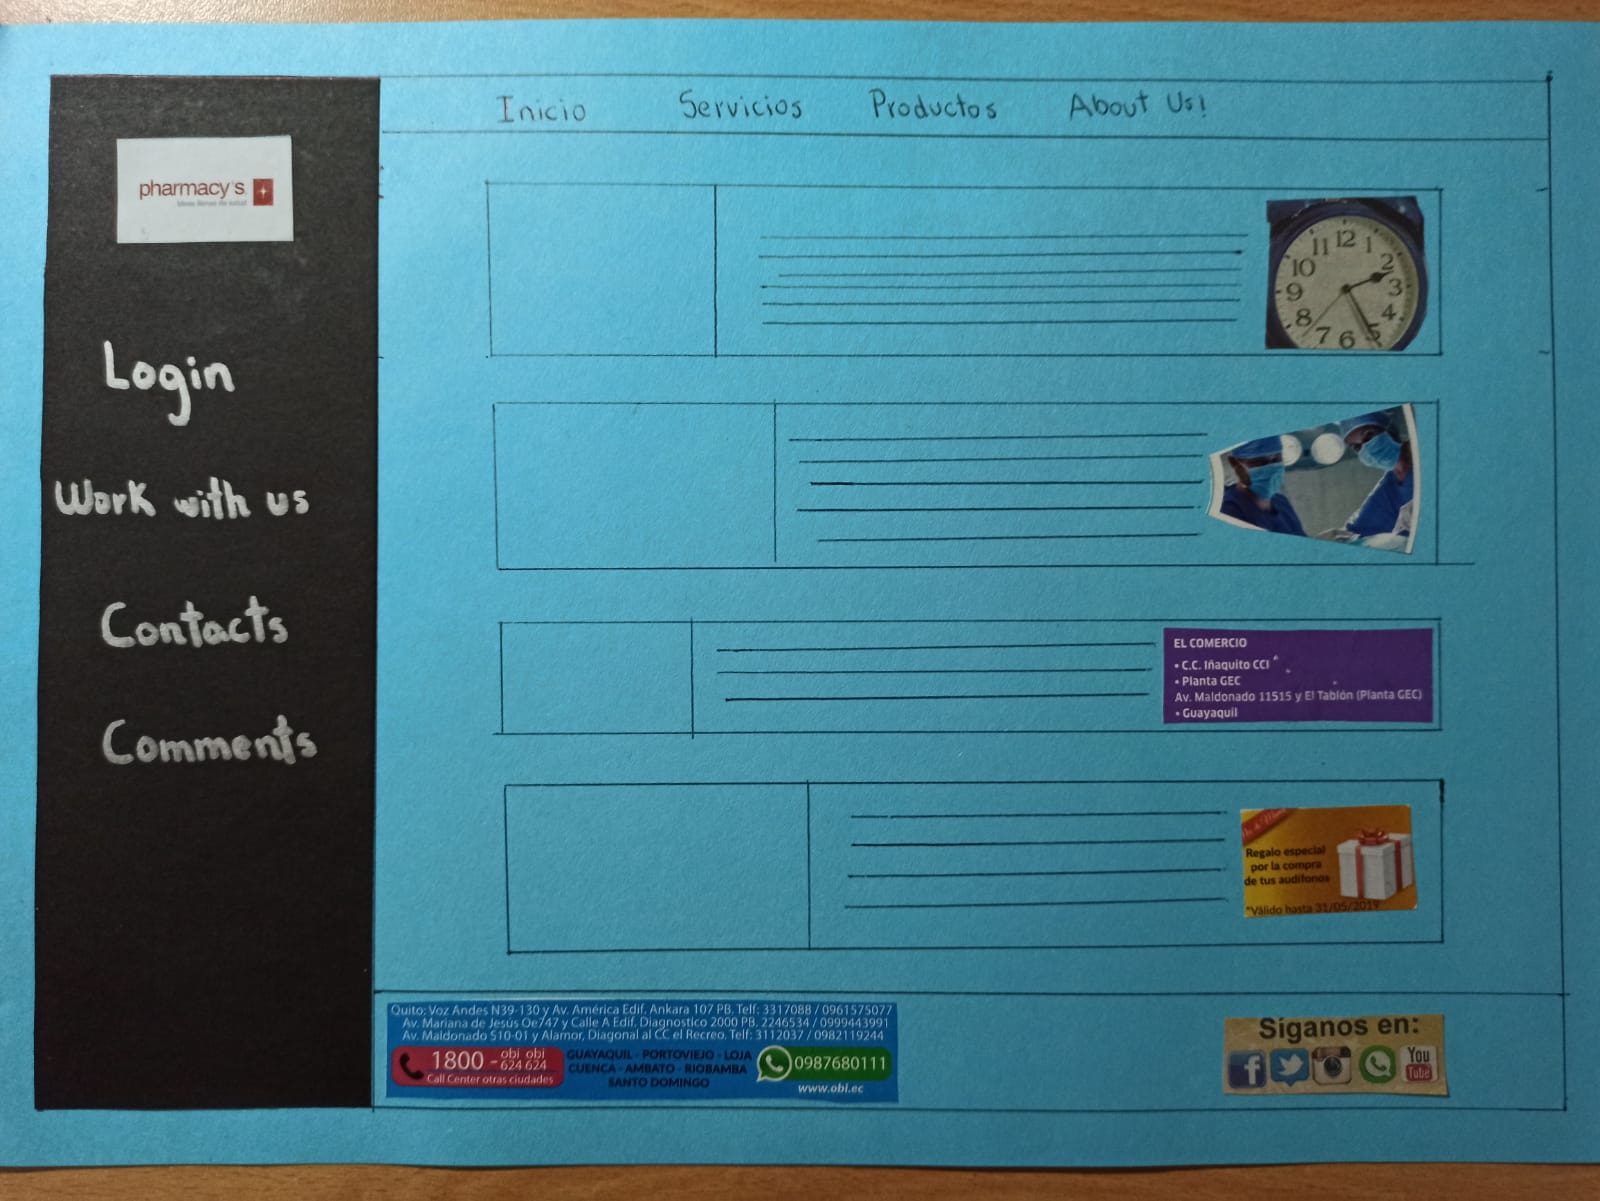 Inicio Servicios Productos About Us!
pharmacy's
Ideas llenas de salud
Login
Work with us
Contacts
Comments
11 12 1
10 2
9 3
8 4
7 6 5
EL COMERCIO
• C.C. Iñaquito CCI
• Planta GEC
Av. Maldonado 11515 y El Tablón (Planta GEC)
• Guayaquil
Regalo especial
por la compra
de tus audífonos
*Válido hasta 31/05/2019
Quito: Voz Andes N39-130 y Av. América Edif. Ankara 107 PB. Telf: 3317088 / 0961575077
Av. Mariana de Jesús Oe747 y Calle A Edif. Diagnostico 2000 PB. 2246534 / 0999443991
Av. Maldonado S10-01 y Alamor, Diagonal al CC el Recreo. Telf: 3112037 / 0982119244
1800 - obi obi
624 624
Call Center otras ciudades
GUAYAQUIL - PORTOVIEJO - LOJA
CUENCA - AMBATO - RIOBAMBA
SANTO DOMINGO
0987680111
www.obi.ec
Síganos en:
You
Tube